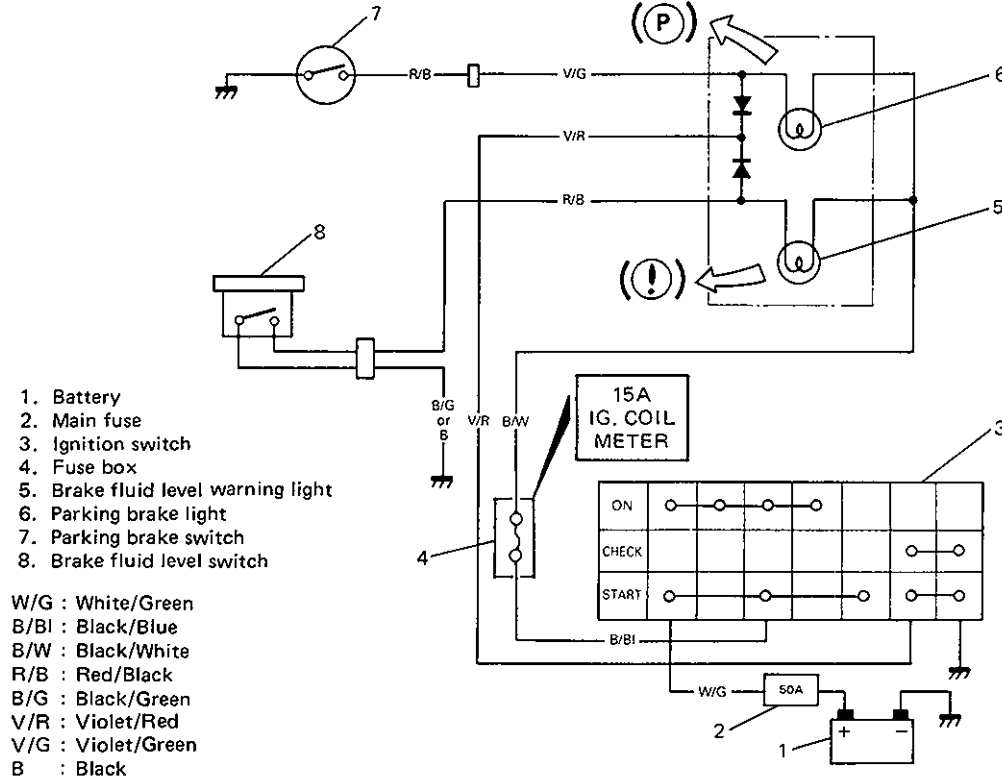 7
P
R/B
V/G
6
V/R
R/B
5
8
!
1. Battery
2. Main fuse
3. Ignition switch
4. Fuse box
5. Brake fluid level warning light
6. Parking brake light
7. Parking brake switch
8. Brake fluid level switch
B/G
or
B
V/R
B/W
15A
IG. COIL
METER
3
4
ON
CHECK
START
B/Bl
W/G
50A
2
1
+
−
W/G : White/Green
B/Bl : Black/Blue
B/W : Black/White
R/B : Red/Black
B/G : Black/Green
V/R : Violet/Red
V/G : Violet/Green
B : Black